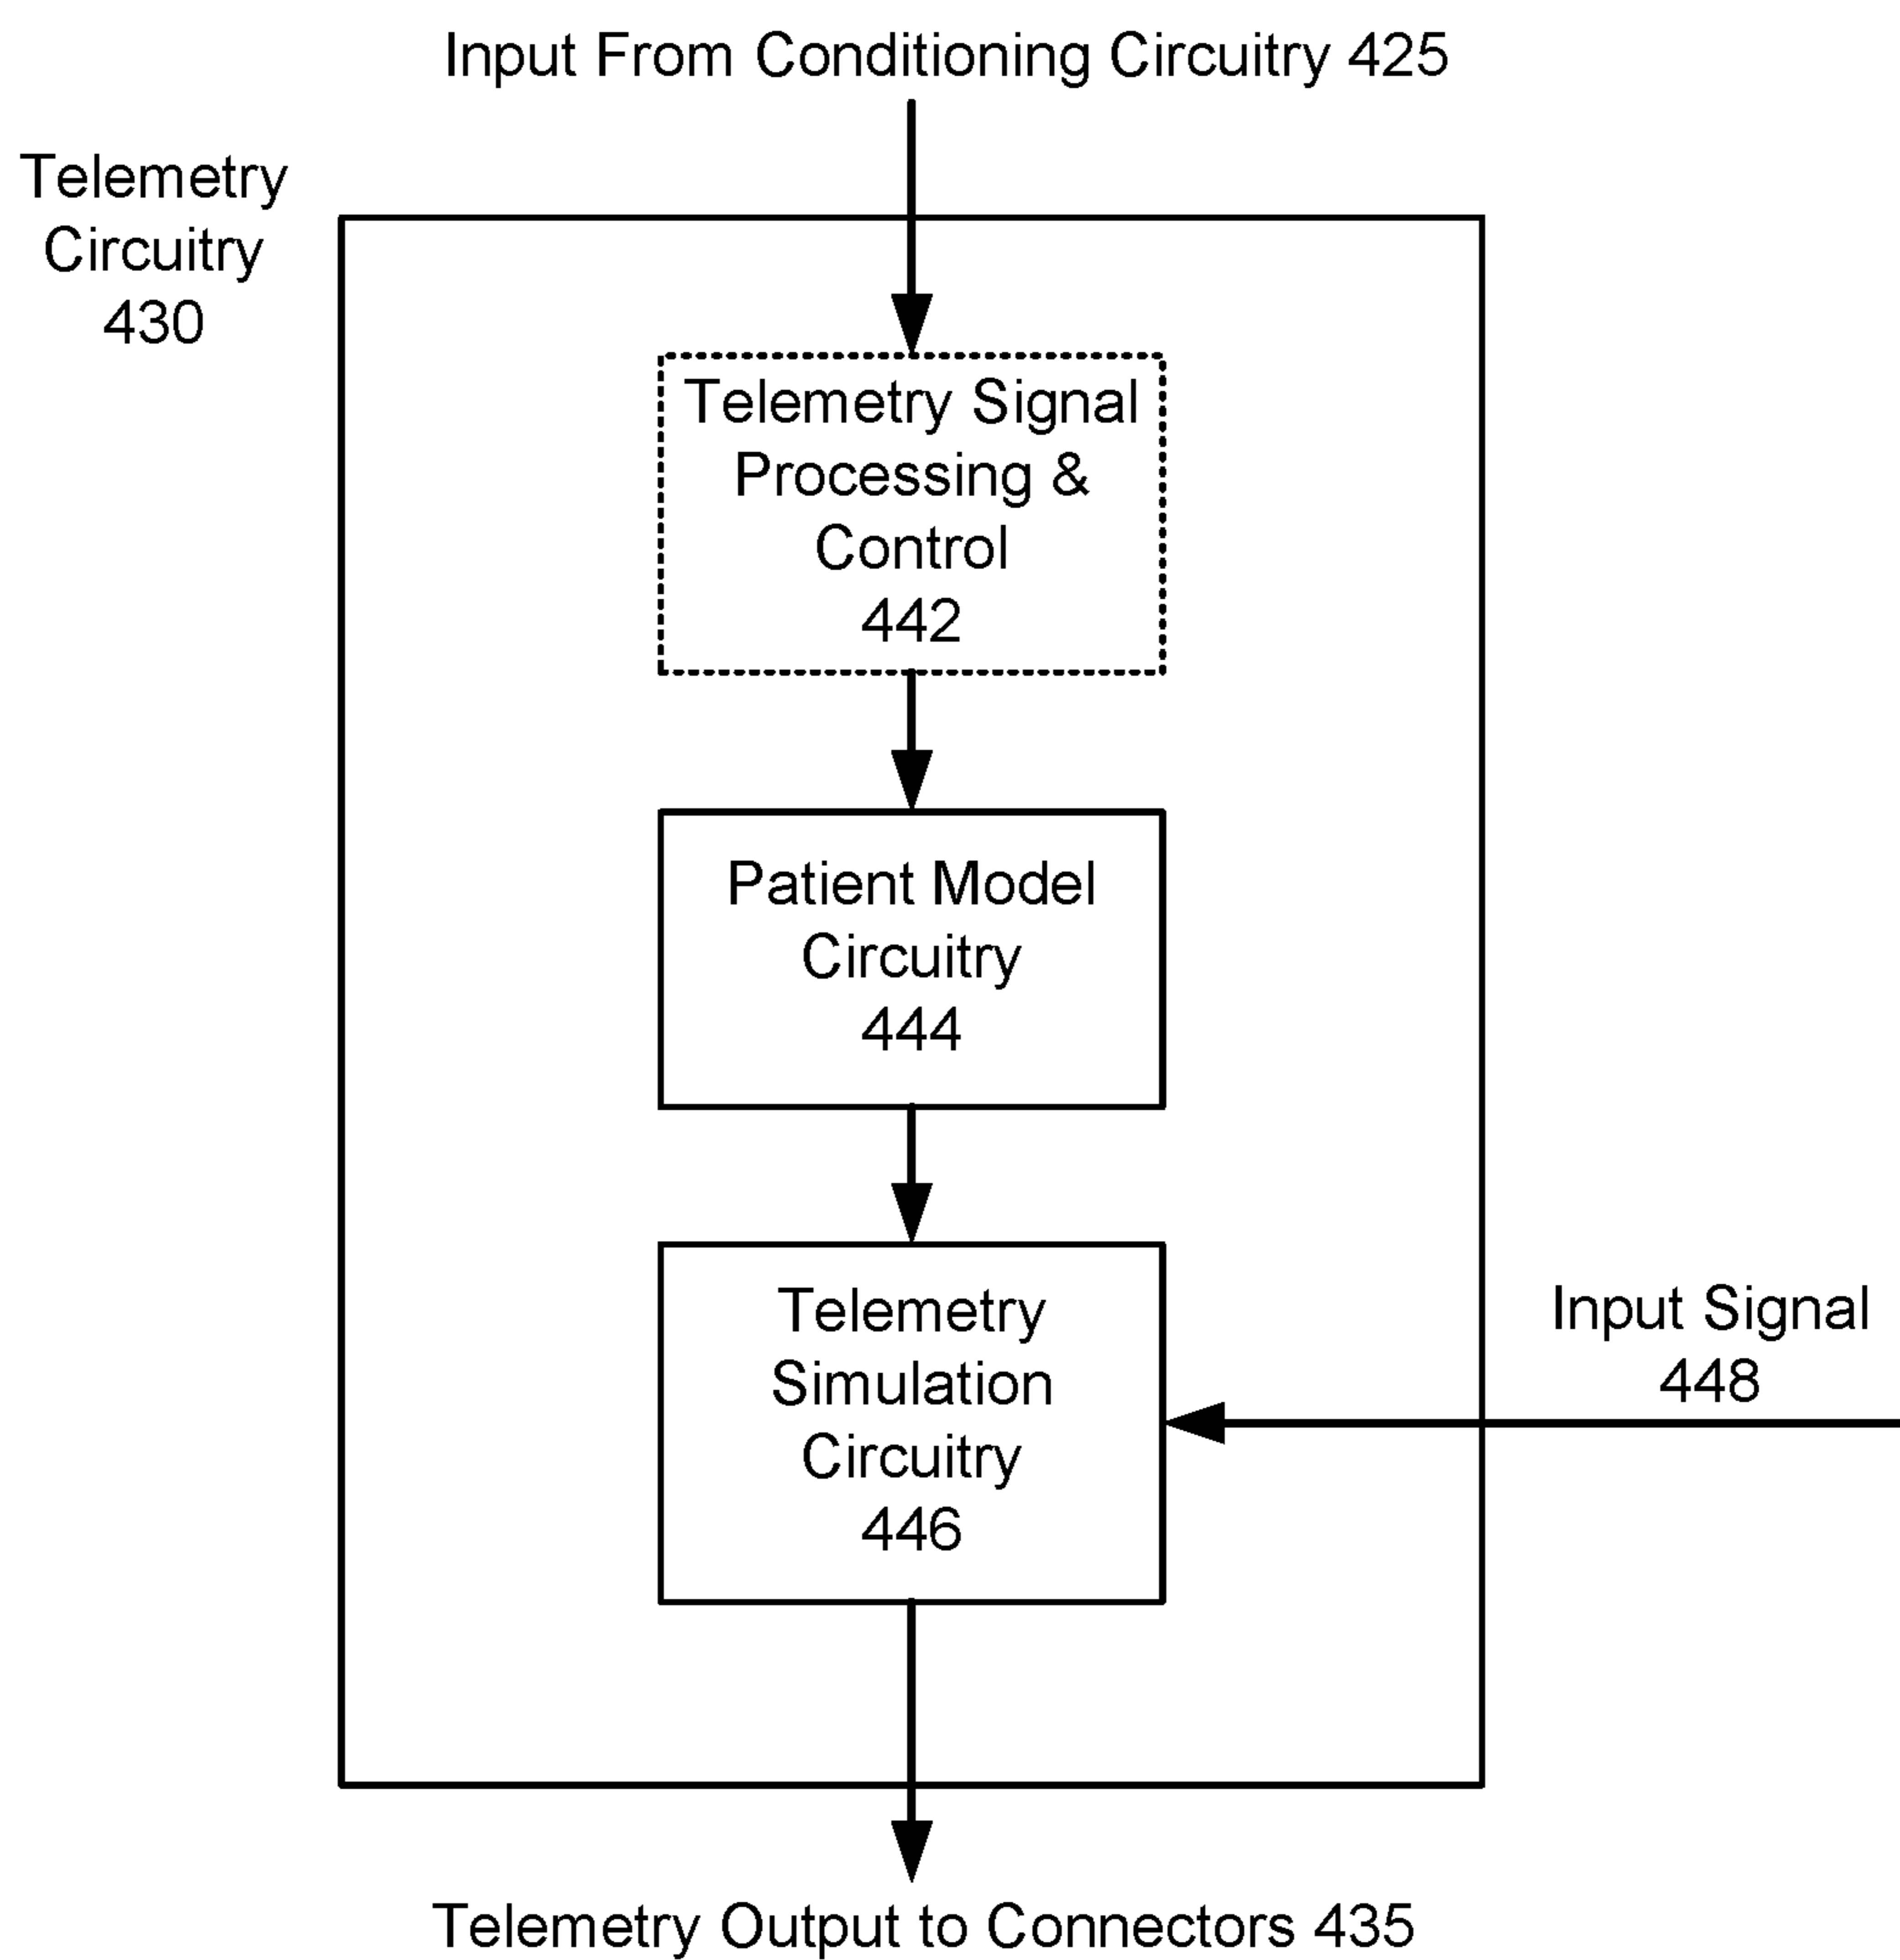 Input From Conditioning Circuitry 425
Telemetry
Circuitry
430
Telemetry Signal
Processing &
Control
442
Patient Model
Circuitry
444
Telemetry
Simulation
Circuitry
446
Input Signal
448
Telemetry Output to Connectors 435